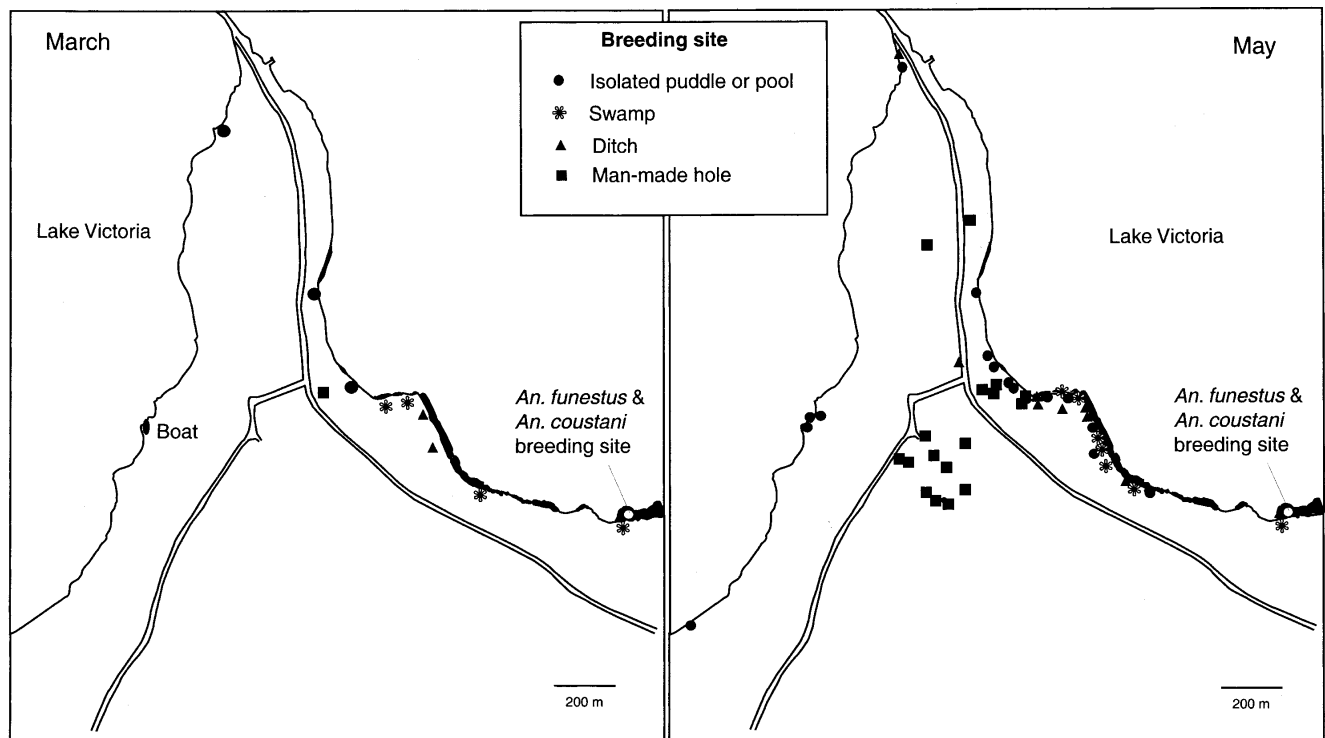 March
Breeding site
Isolated puddle or pool
Swamp
Ditch
Man-made hole
May
Lake Victoria
Lake Victoria
Boat
An. funestus &
An. coustani
breeding site
An. funestus &
An. coustani
breeding site
200 m
200 m